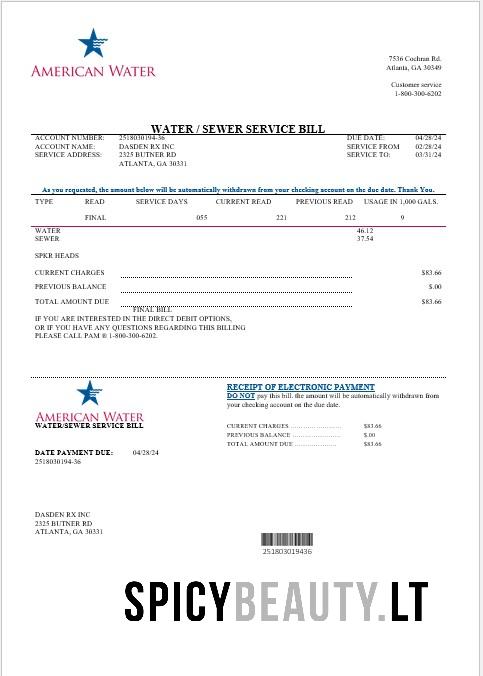 AMERICAN WATER
7536 Cochran Rd.
Atlanta, GA 30349
Customer service
1-800-300-6202
WATER / SEWER SERVICE BILL
ACCOUNT NUMBER: 2518030194-36 DUE DATE: 04/28/24
ACCOUNT NAME: DASDEN RX INC SERVICE FROM 02/28/24
SERVICE ADDRESS: 2325 BUTNER RD SERVICE TO: 03/31/24
ATLANTA, GA 30331
As you requested, the amount below will be automatically withdrawn from your checking account on the due date. Thank You.
TYPE READ SERVICE DAYS CURRENT READ PREVIOUS READ USAGE IN 1,000 GALS.
FINAL 055 221 212 9
WATER 46.12
SEWER 37.54
SPKR HEADS
CURRENT CHARGES $83.66
PREVIOUS BALANCE $.00
TOTAL AMOUNT DUE $83.66
FINAL BILL
IF YOU ARE INTERESTED IN THE DIRECT DEBIT OPTIONS,
OR IF YOU HAVE ANY QUESTIONS REGARDING THIS BILLING
PLEASE CALL PAM ® 1-800-300-6202.
AMERICAN WATER
WATER/SEWER SERVICE BILL
DATE PAYMENT DUE: 04/28/24
2518030194-36
RECEIPT OF ELECTRONIC PAYMENT
DO NOT pay this bill. the amount will be automatically withdrawn from
your checking account on the due date.
CURRENT CHARGES ........................ $83.66
PREVIOUS BALANCE ...................... $.00
TOTAL AMOUNT DUE .................... $83.66
DASDEN RX INC
2325 BUTNER RD
ATLANTA, GA 30331
251803019436
SPICYBEAUTY.LT